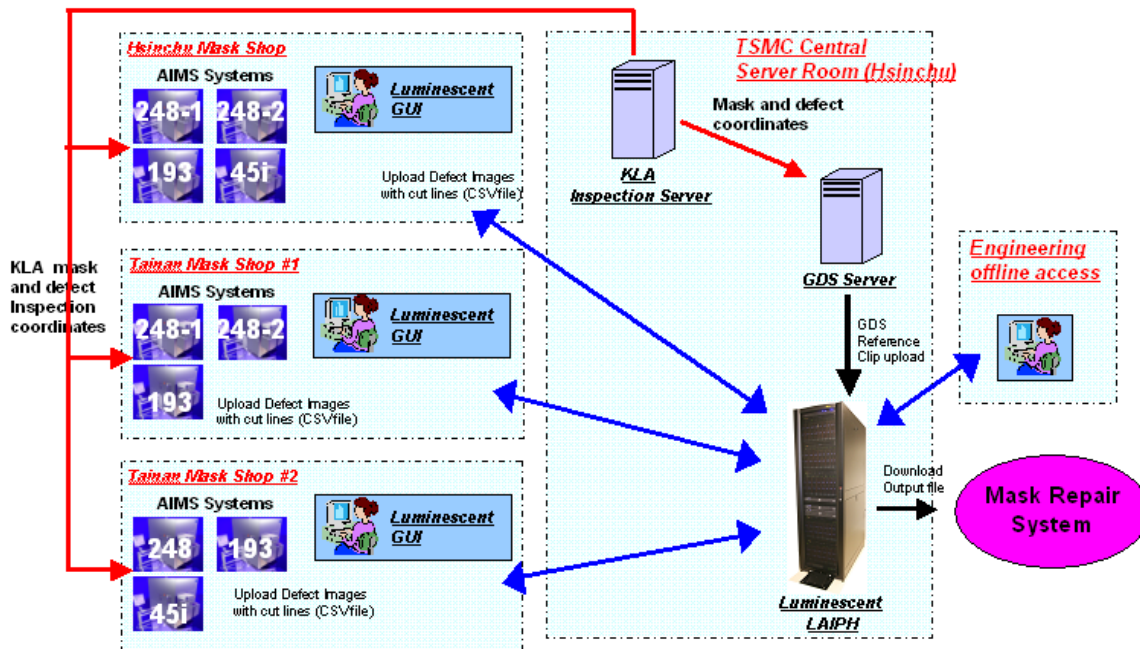 Hsinchu Mask Shop
AIMS Systems
248-1
248-2
193
45i
Luminescent
GUI
Upload Defect Images
with cut lines (CSVfile)
KLA mask
and defect
Inspection
coordinates
Tainan Mask Shop #1
AIMS Systems
248-1
248-2
193
Luminescent
GUI
Upload Defect Images
with cut lines (CSVfile)
Tainan Mask Shop #2
AIMS Systems
248
193
45i
Luminescent
GUI
Upload Defect Images
with cut lines (CSVfile)
TSMC Central
Server Room (Hsinchu)
Mask and defect
coordinates
KLA
Inspection Server
GDS Server
GDS
Reference
Clip upload
Luminescent
LAIPH
Engineering
offline access
Download
Output file
Mask Repair
System